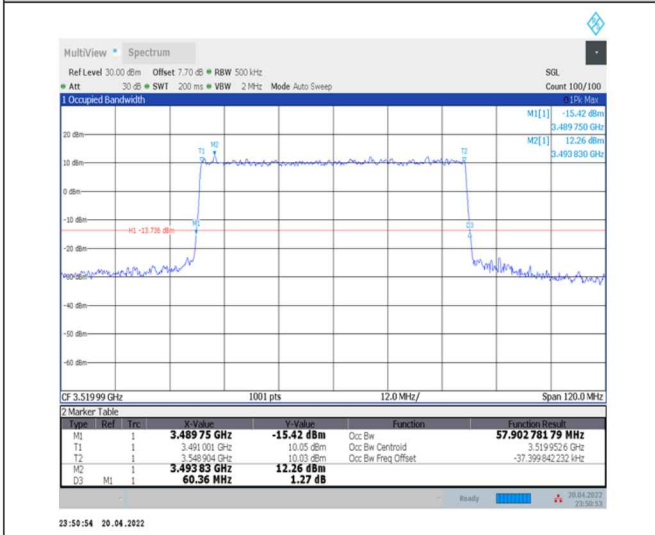 MultiView Spectrum
Ref Level 30.00 dBm Offset 7.70 dB RBW 500 kHz SGL
Att 30 dB SWT 200 ms VBW 2 MHz Mode Auto Sweep Count 100/100
1 Occupied Bandwidth 1Pk Max
M1[1] -15.42 dBm
3.489 750 GHz
M2[1] 12.26 dBm
3.493 830 GHz
20 dBm
T1 M2 T2
10 dBm
0 dBm
-10 dBm
H1 -13.736 dBm M1 D3
-20 dBm
-30 dBm
-40 dBm
-50 dBm
-60 dBm
CF 3.519 99 GHz 1001 pts 12.0 MHz/ Span 120.0 MHz
2 Marker Table
Type Ref Trc X-Value Y-Value Function Function Result
M1 1 3.489 75 GHz -15.42 dBm Occ Bw 57.902 781 79 MHz
T1 1 3.491 001 GHz 10.05 dBm Occ Bw Centroid 3.519 952 6 GHz
T2 1 3.548 904 GHz 10.03 dBm Occ Bw Freq Offset -37.399 842 232 kHz
M2 1 3.493 83 GHz 12.26 dBm
D3 M1 1 60.36 MHz 1.27 dB
Ready 20.04.2022
23:50:53
23:50:54 20.04.2022